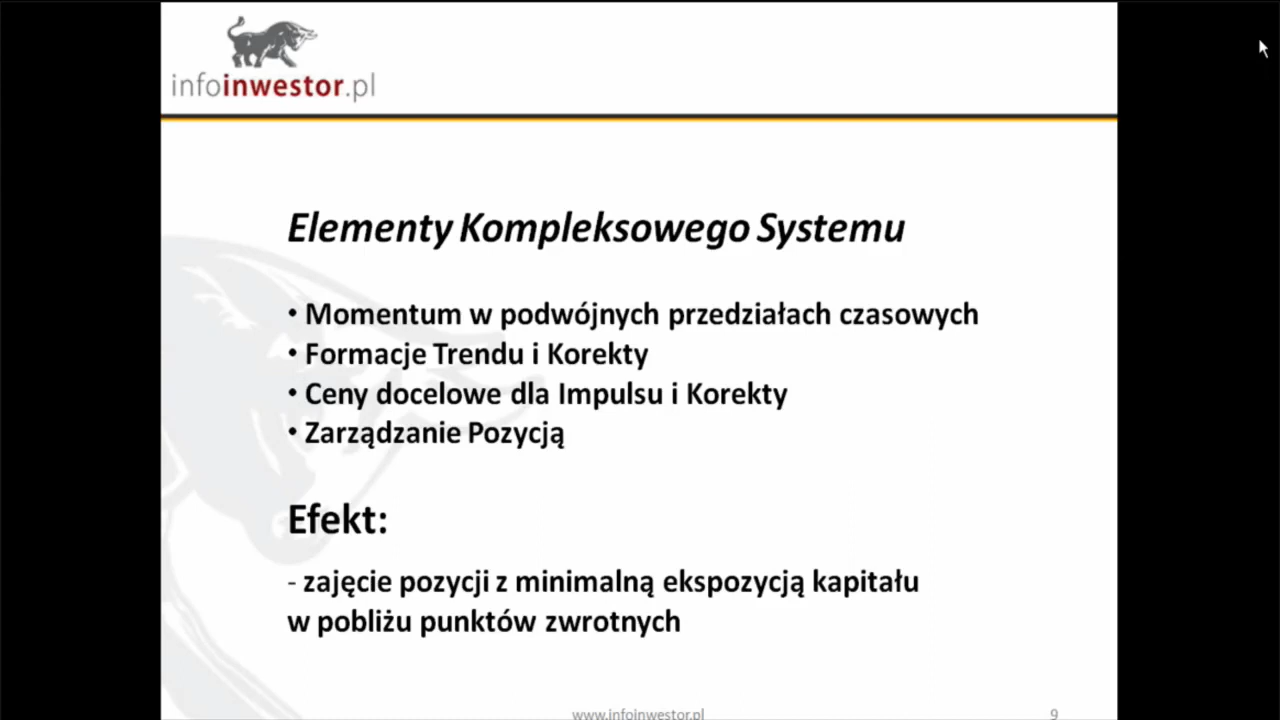 infoinwestor.pl
Elementy Kompleksowego Systemu
• Momentum w podwójnych przedziałach czasowych
• Formacje Trendu i Korekty
• Ceny docelowe dla Impulsu i Korekty
• Zarządzanie Pozycją
Efekt:
- zajęcie pozycji z minimalną ekspozycją kapitału
w pobliżu punktów zwrotnych
www.infoinwestor.pl 9